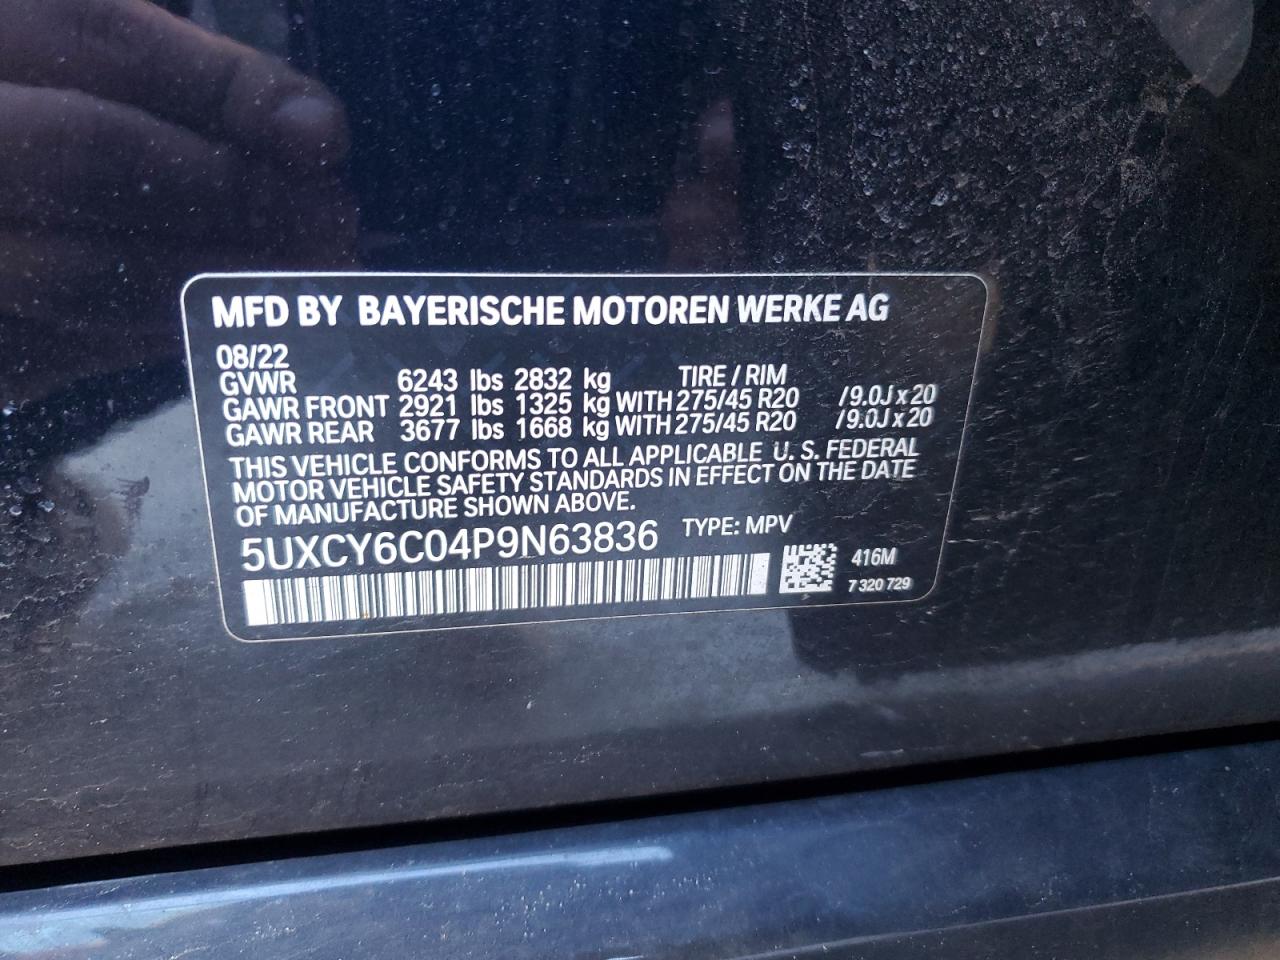 MFD BY BAYERISCHE MOTOREN WERKE AG
08/22
GVWR 6243 lbs 2832 kg TIRE / RIM
GAWR FRONT 2921 lbs 1325 kg WITH 275/45 R20 /9.0J x 20
GAWR REAR 3677 lbs 1668 kg WITH 275/45 R20 /9.0J x 20
THIS VEHICLE CONFORMS TO ALL APPLICABLE U. S. FEDERAL
MOTOR VEHICLE SAFETY STANDARDS IN EFFECT ON THE DATE
OF MANUFACTURE SHOWN ABOVE.
5UXCY6C04P9N63836 TYPE: MPV
416M
7 320 729